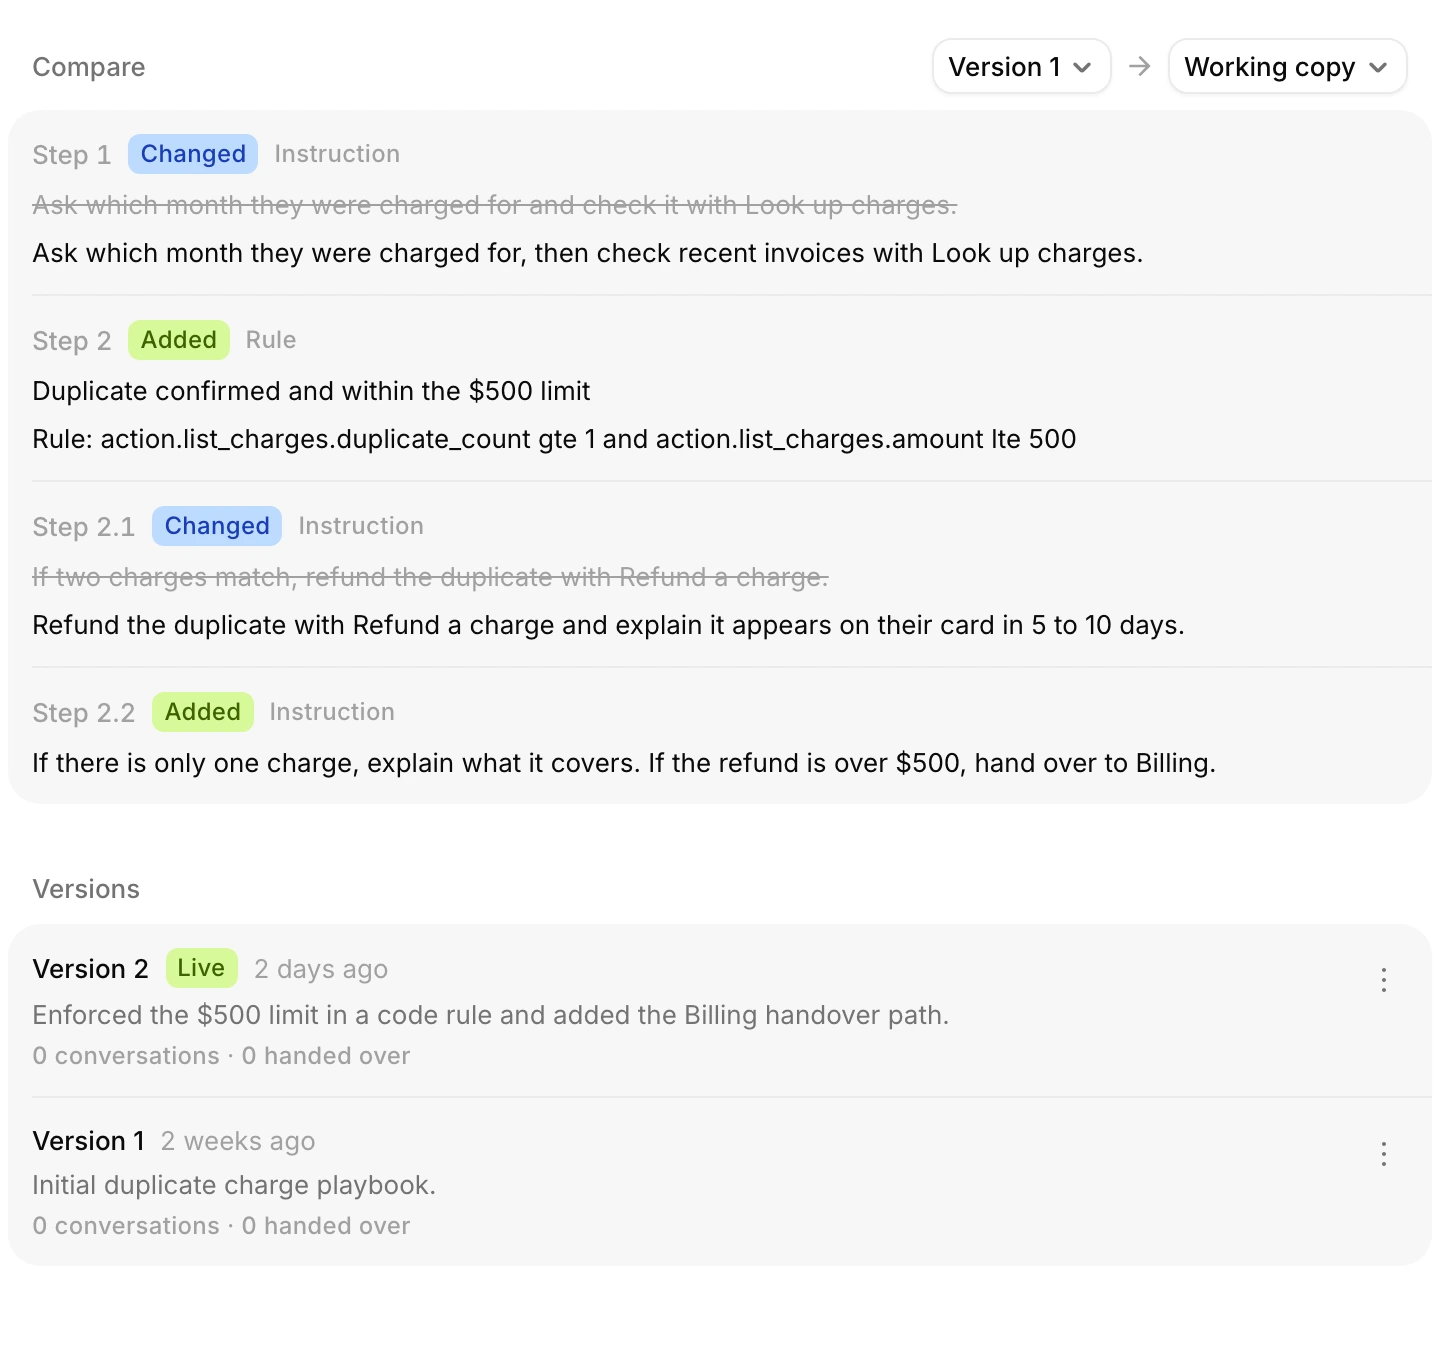 Compare
Version 1 → Working copy
Step 1 Changed Instruction
Ask which month they were charged for and check it with Look up charges.
Ask which month they were charged for, then check recent invoices with Look up charges.
Step 2 Added Rule
Duplicate confirmed and within the $500 limit
Rule: action.list_charges.duplicate_count gte 1 and action.list_charges.amount lte 500
Step 2.1 Changed Instruction
If two charges match, refund the duplicate with Refund a charge.
Refund the duplicate with Refund a charge and explain it appears on their card in 5 to 10 days.
Step 2.2 Added Instruction
If there is only one charge, explain what it covers. If the refund is over $500, hand over to Billing.
Versions
Version 2 Live 2 days ago
Enforced the $500 limit in a code rule and added the Billing handover path.
0 conversations · 0 handed over
Version 1 2 weeks ago
Initial duplicate charge playbook.
0 conversations · 0 handed over